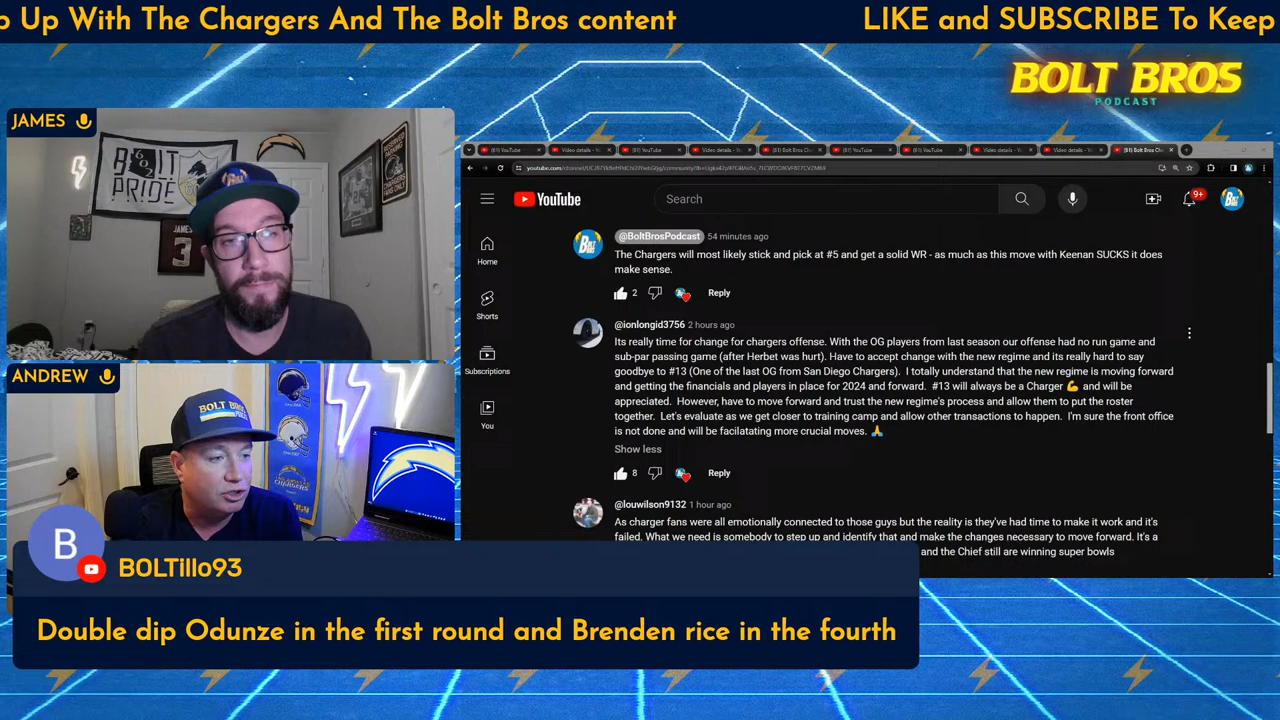 p Up With The Chargers And The Bolt Bros content
LIKE and SUBSCRIBE To Keep
BOLT BROS
PODCAST
JAMES
BOLT
602
PRIDE
JAMES
3
RESERVED
PARKING
CHARGERS
FANS ONLY
YouTube
Search
9+
Home
Shorts
Subscriptions
You
@BoltBrosPodcast 54 minutes ago
The Chargers will most likely stick and pick at #5 and get a solid WR - as much as this move with Keenan SUCKS it does
make sense.
2 Reply
@ionlongid3756 2 hours ago
Its really time for change for chargers offense. With the OG players from last season our offense had no run game and
sub-par passing game (after Herbet was hurt). Have to accept change with the new regime and its really hard to say
goodbye to #13 (One of the last OG from San Diego Chargers). I totally understand that the new regime is moving forward
and getting the financials and players in place for 2024 and forward. #13 will always be a Charger 💪 and will be
appreciated. However, have to move forward and trust the new regime's process and allow them to put the roster
together. Let's evaluate as we get closer to training camp and allow other transactions to happen. I'm sure the front office
is not done and will be facilatating more crucial moves. 🙏
Show less
8 Reply
@louwilson9132 1 hour ago
As charger fans were all emotionally connected to those guys but the reality is they've had time to make it work and it's
failed. What we need is somebody to step up and identify that and make the changes necessary to move forward. It's a
and the Chief still are winning super bowls
ANDREW
BOLT BROS
B
BOLTillo93
Double dip Odunze in the first round and Brenden rice in the fourth